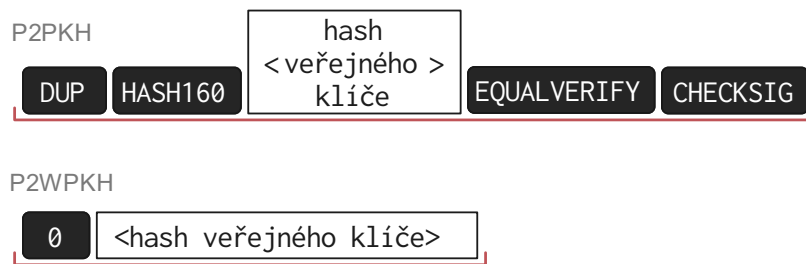 P2PKH
hash
<veřejného >
klíče
DUP HASH160 EQUALVERIFY CHECKSIG
P2WPKH
0 <hash veřejného klíče>